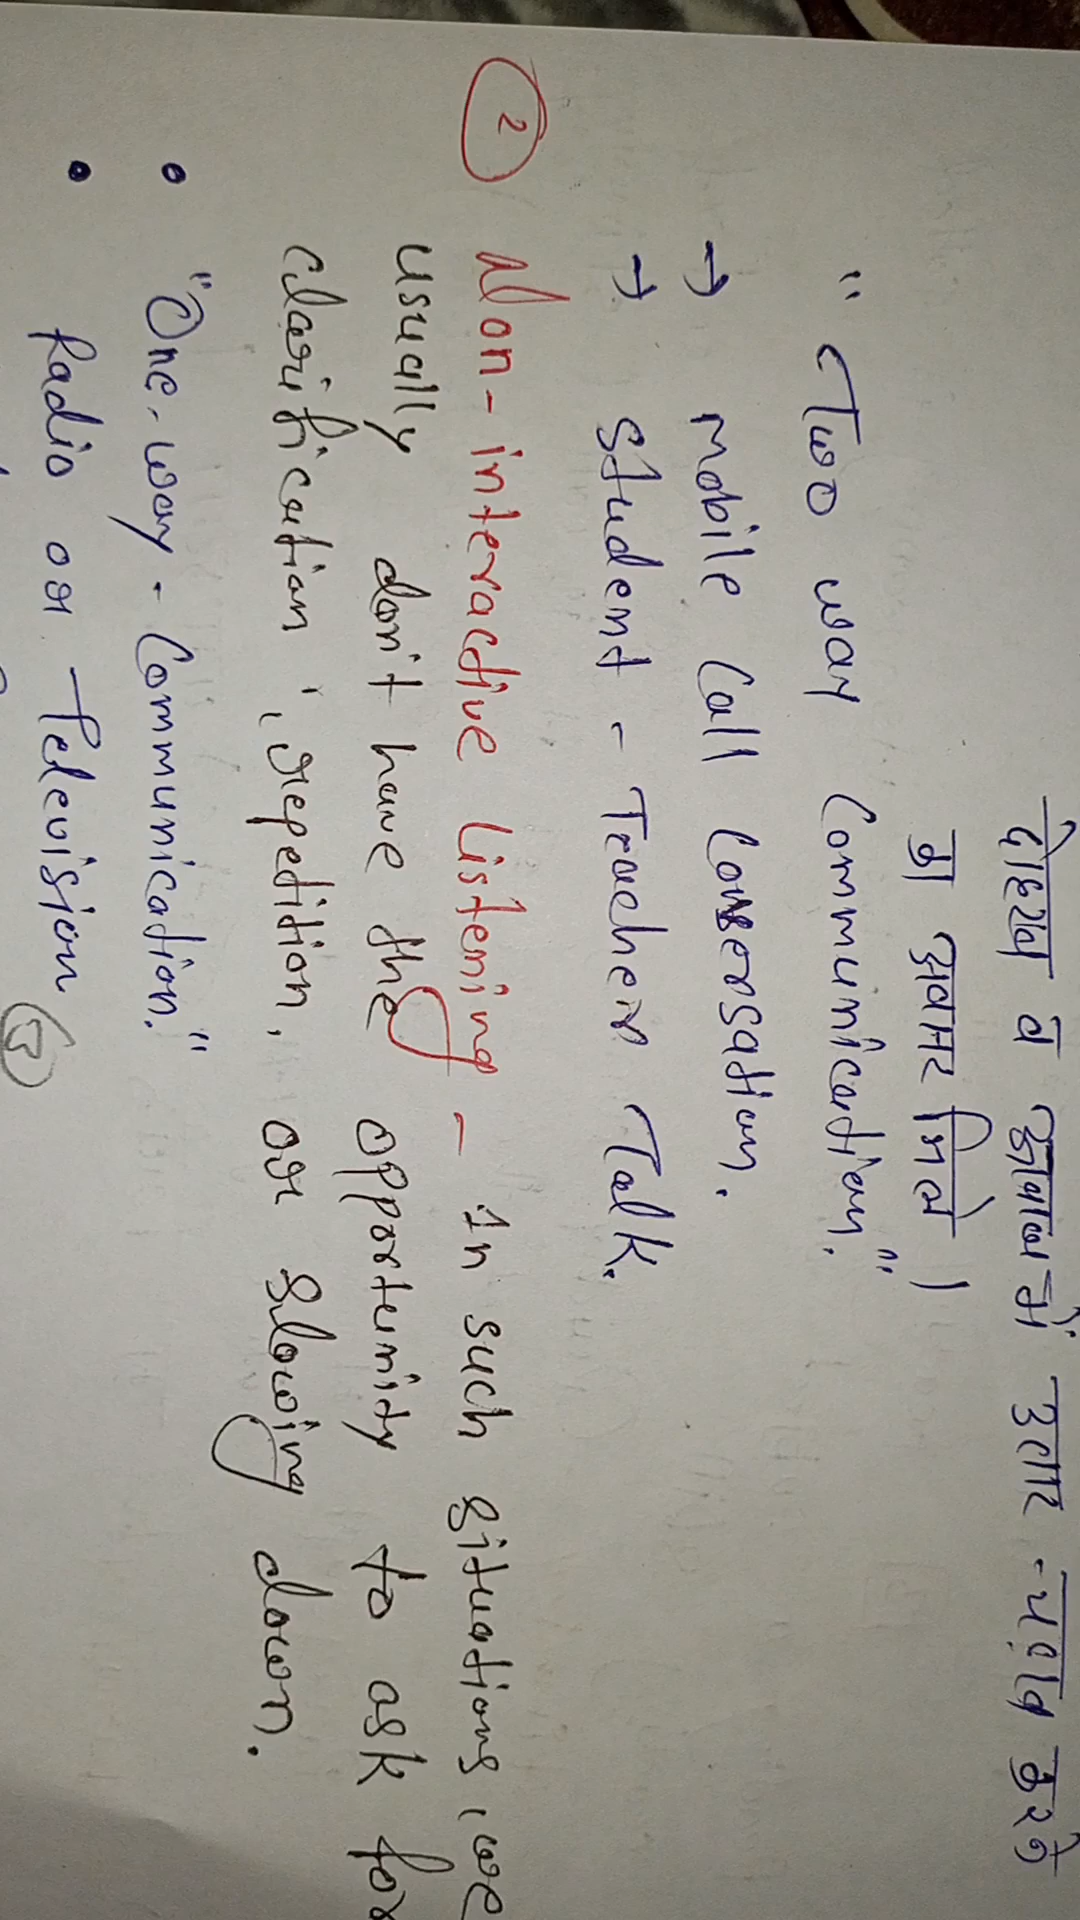 दोहराव व आवाज में उतार-चढ़ाव करने
का अवसर मिले।
"Two way Communication."
→ Mobile Call Conversation.
→ Student - Teacher Talk.
② Non-interactive Listening - In such situations, we
usually don't have the opportunity to ask for
clarification, repetition, or slowing down.
• "One-way-Communication."
• Radio or Television